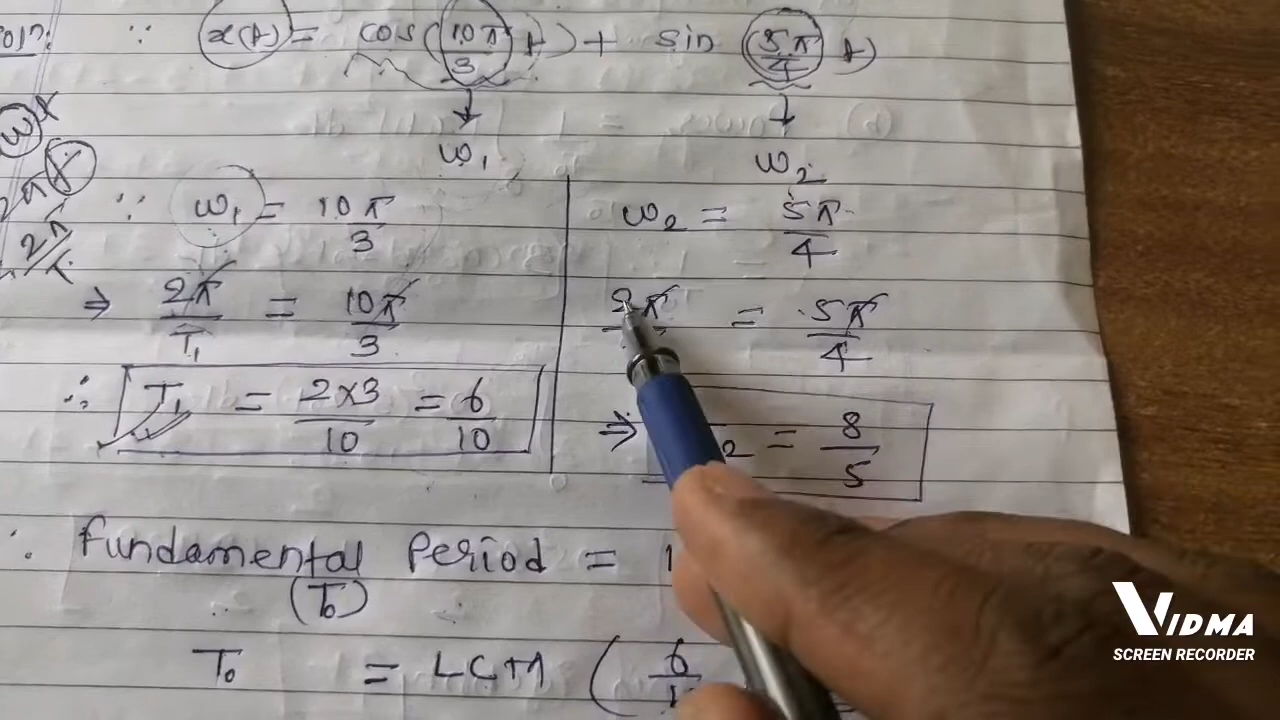 Soln: ∵ x(t) = cos(10π/3 t) + sin(5π/4 t)
ω1 ω2
∵ ω1 = 10π/3
⇒ 2π/T1 = 10π/3
∴ T1 = 2×3/10 = 6/10
ω2 = 5π/4
2π = 5π/4
⇒ 2 = 8/5
∴ Fundamental Period =
(T0)
T0 = LCM ( 6/
VIDMA
SCREEN RECORDER